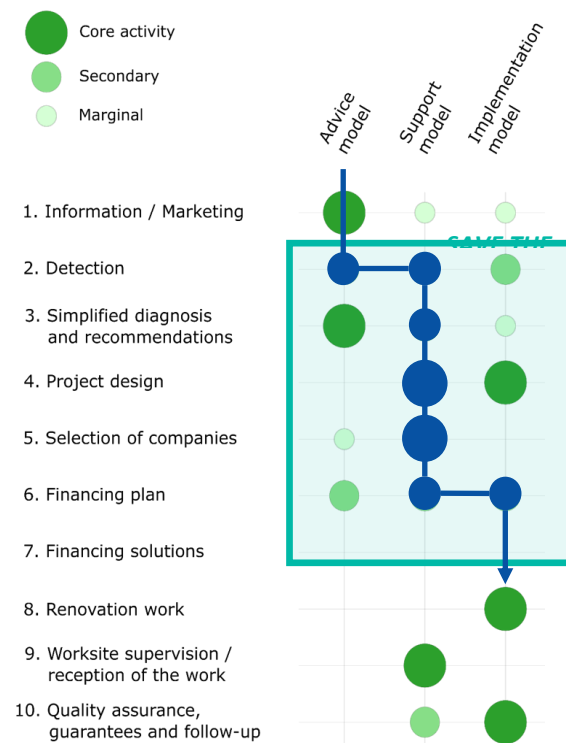 Core activity
Secondary
Marginal
Advice
model
Support
model
Implementation
model
1. Information / Marketing
SAVE THE
2. Detection
3. Simplified diagnosis
and recommendations
4. Project design
5. Selection of companies
6. Financing plan
7. Financing solutions
8. Renovation work
9. Worksite supervision /
reception of the work
10. Quality assurance,
guarantees and follow-up